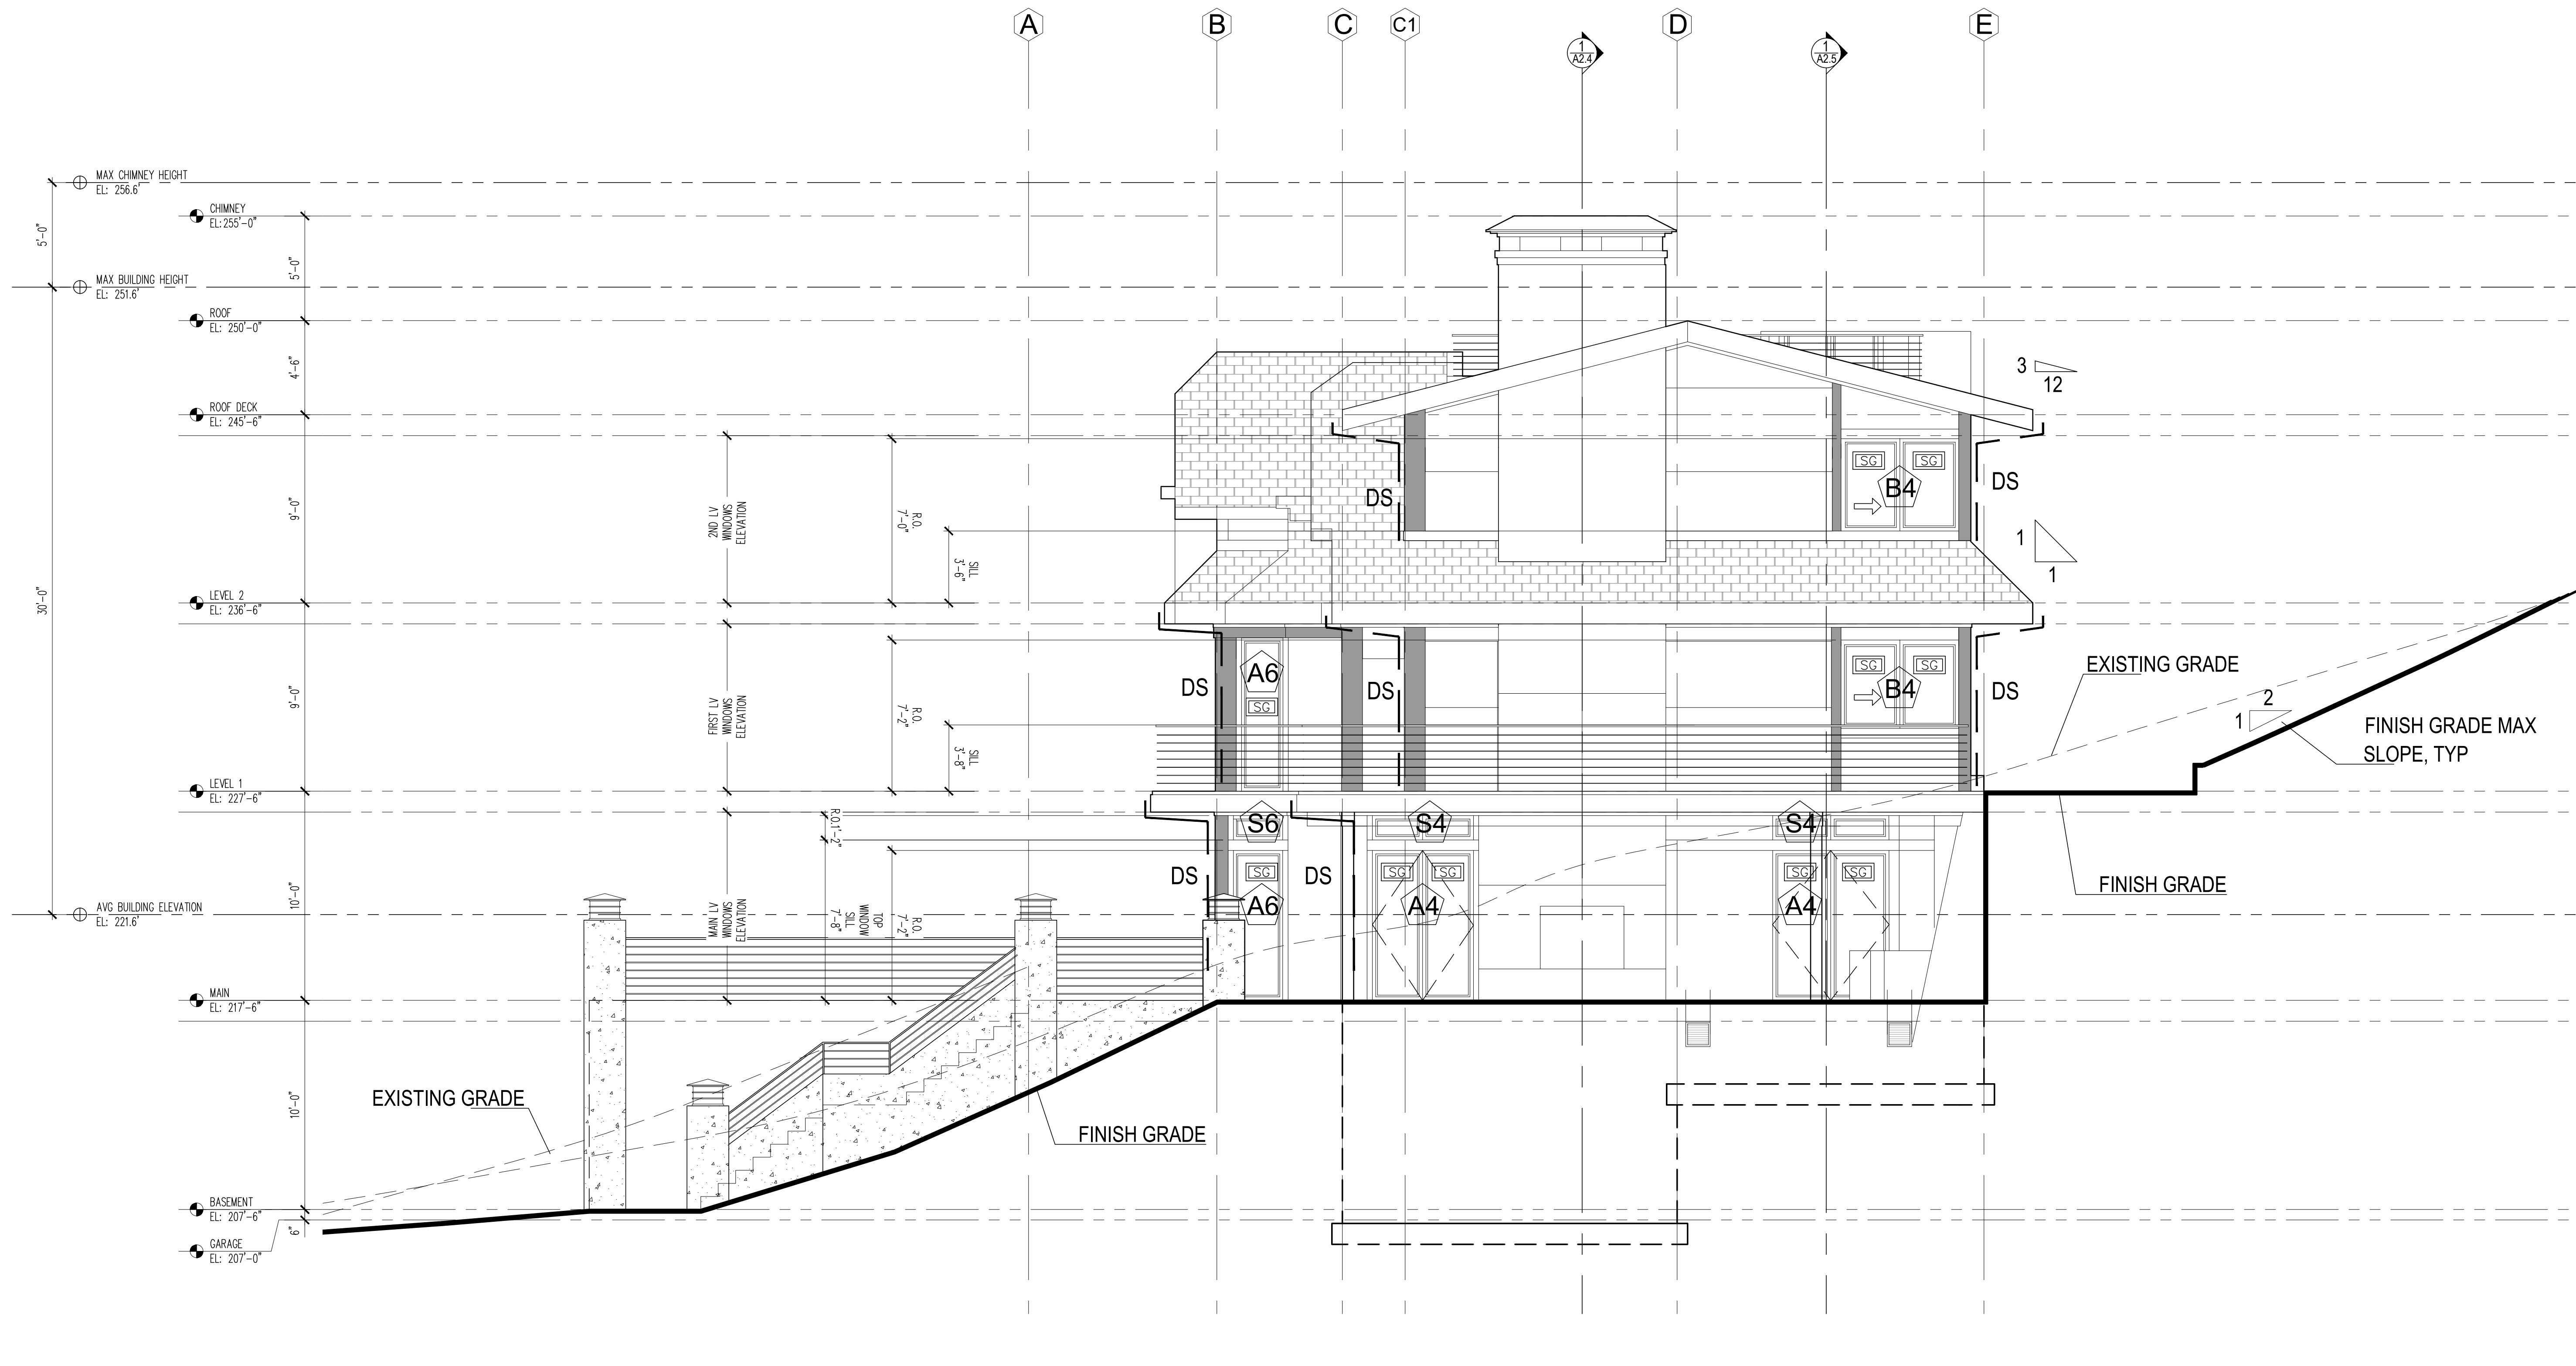 A
B
C
C1
D
E
1
A2.4
1
A2.5
MAX CHIMNEY HEIGHT
EL: 256.6'
CHIMNEY
EL:255'-0"
5'-0"
5'-0"
MAX BUILDING HEIGHT
EL: 251.6'
ROOF
EL: 250'-0"
4'-6"
3
12
ROOF DECK
EL: 245'-6"
9'-0"
2ND LV
WINDOWS
ELEVATION
R.O.
7'-0"
SILL
3'-6"
DS
SG
SG
B4
DS
1
1
30'-0"
LEVEL 2
EL: 236'-6"
9'-0"
FIRST LV
WINDOWS
ELEVATION
R.O.
7'-2"
SILL
3'-8"
DS
A6
SG
DS
SG
SG
B4
DS
EXISTING GRADE
2
1
FINISH GRADE MAX
SLOPE, TYP
LEVEL 1
EL: 227'-6"
R.O.1'-2"
S6
S4
S4
10'-0"
MAIN LV
WINDOWS
ELEVATION
TOP
WINDOW
SILL
7'-8"
R.O.
7'-2"
DS
SG
A6
DS
SG
SG
A4
SG
SG
A4
FINISH GRADE
AVG BUILDING ELEVATION
EL: 221.6'
MAIN
EL: 217'-6"
10'-0"
EXISTING GRADE
FINISH GRADE
BASEMENT
EL: 207'-6"
6"
GARAGE
EL: 207'-0"